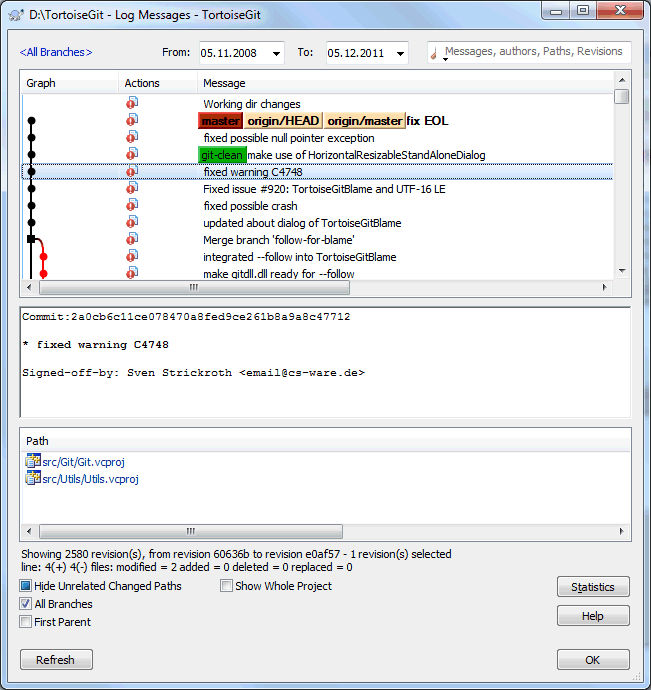 D:\TortoiseGit - Log Messages - TortoiseGit
<All Branches> From: 05.11.2008 To: 05.12.2011 Messages, authors, Paths, Revisions
Graph Actions Message
Working dir changes
master origin/HEAD origin/master fix EOL
fixed possible null pointer exception
git-clean make use of HorizontalResizableStandAloneDialog
fixed warning C4748
Fixed issue #920: TortoiseGitBlame and UTF-16 LE
fixed possible crash
updated about dialog of TortoiseGitBlame
Merge branch 'follow-for-blame'
integrated --follow into TortoiseGitBlame
make gitdll.dll ready for --follow
Commit:2a0cb6c11ce078470a8fed9ce261b8a9a8c47712
* fixed warning C4748
Signed-off-by: Sven Strickroth <email@cs-ware.de>
Path
src/Git/Git.vcproj
src/Utils/Utils.vcproj
Showing 2580 revision(s), from revision 60636b to revision e0af57 - 1 revision(s) selected
line: 4(+) 4(-) files: modified = 2 added = 0 deleted = 0 replaced = 0
Hide Unrelated Changed Paths Show Whole Project Statistics
All Branches
Help
First Parent
Refresh OK